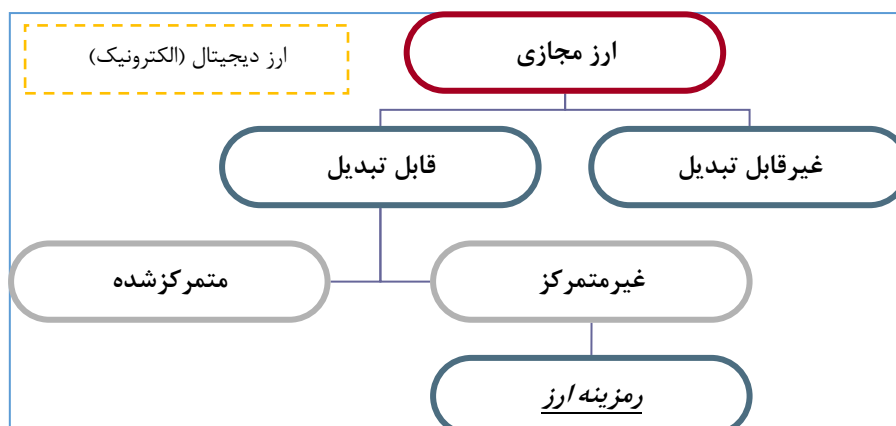 ارز دیجیتال (الکترونیک)
ارز مجازی
غیرقابل تبدیل
قابل تبدیل
غیرمتمرکز
متمرکزشده
رمزینه ارز